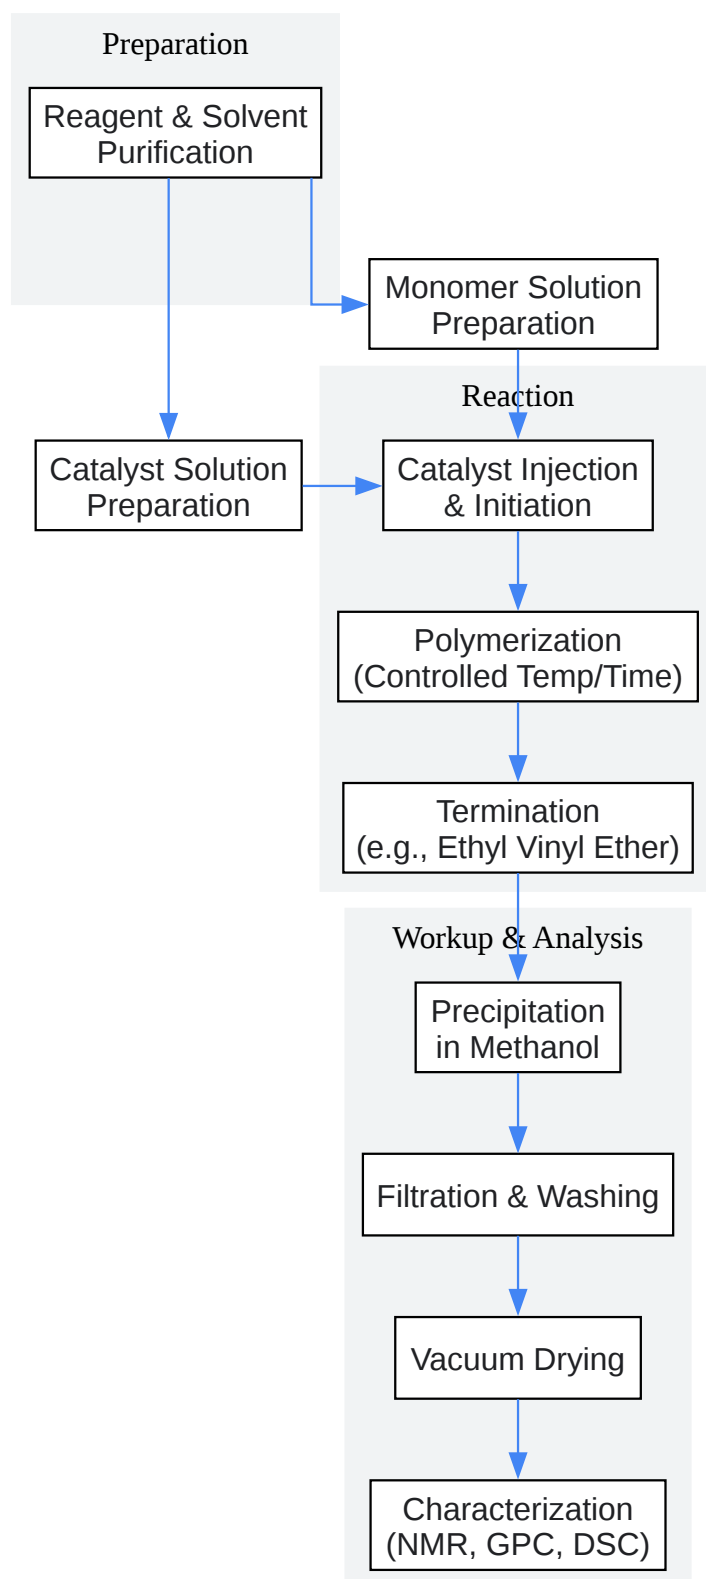 Preparation
Reagent & Solvent
Purification
Monomer Solution
Preparation
Reaction
Catalyst Solution
Preparation
Catalyst Injection
& Initiation
Polymerization
(Controlled Temp/Time)
Termination
(e.g., Ethyl Vinyl Ether)
Workup & Analysis
Precipitation
in Methanol
Filtration & Washing
Vacuum Drying
Characterization
(NMR, GPC, DSC)